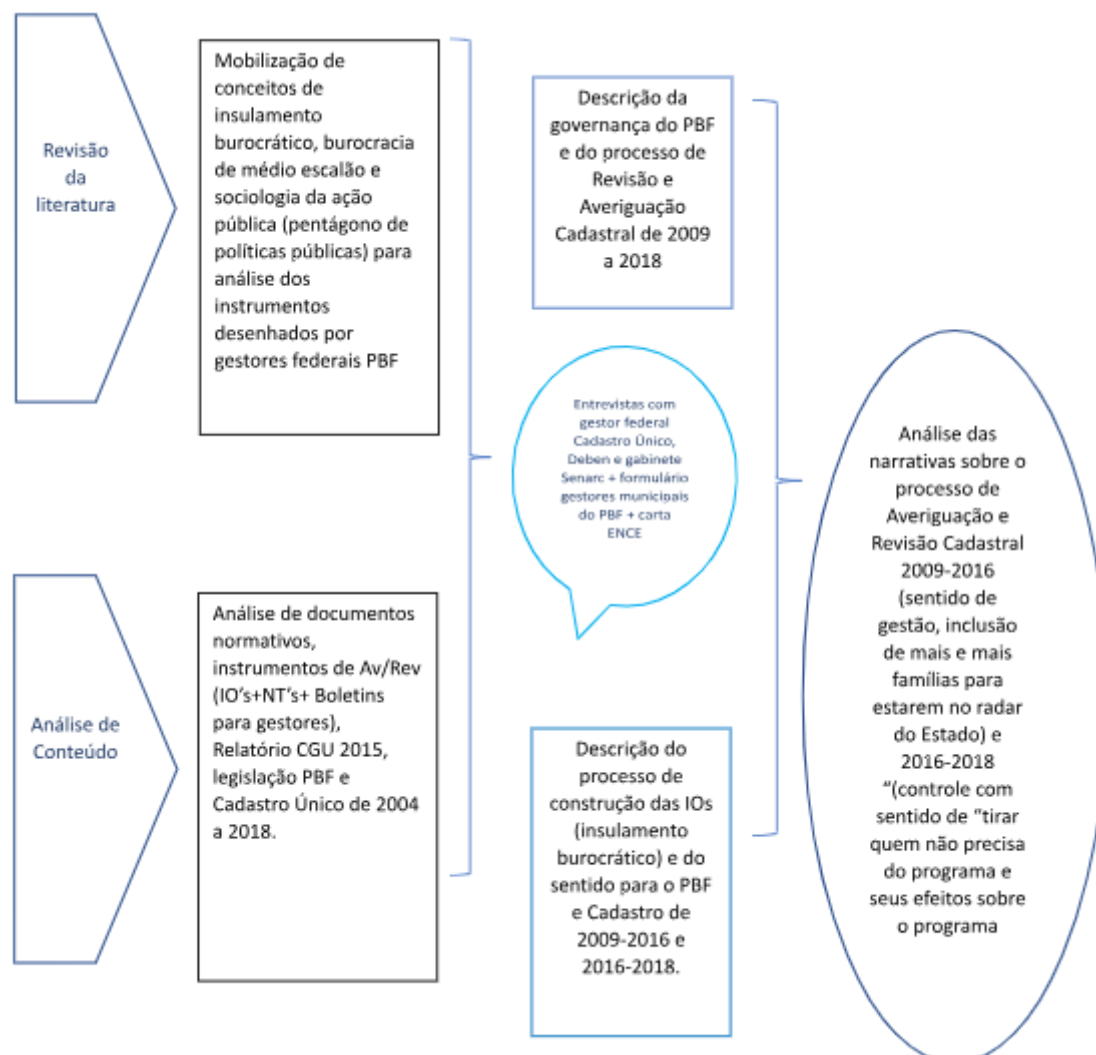 Revisão
da
literatura
Mobilização de
conceitos de
insulamento
burocrático, burocracia
de médio escalão e
sociologia da ação
pública (pentágono de
políticas públicas) para
análise dos
instrumentos
desenhados por
gestores federais PBF
Descrição da
governança do PBF
e do processo de
Revisão e
Averiguação
Cadastral de 2009
a 2018
Entrevistas com
gestor federal
Cadastro Único,
Deben e gabinete
Senarc + formulário
gestores municipais
do PBF + carta
ENCE
Análise de
Conteúdo
Análise de documentos
normativos,
instrumentos de Av/Rev
(IO’s+NT’s+ Boletins
para gestores),
Relatório CGU 2015,
legislação PBF e
Cadastro Único de 2004
a 2018.
Descrição do
processo de
construção das IOs
(insulamento
burocrático) e do
sentido para o PBF
e Cadastro de
2009-2016 e
2016-2018.
Análise das
narrativas sobre o
processo de
Averiguação e
Revisão Cadastral
2009-2016
(sentido de
gestão, inclusão
de mais e mais
famílias para
estarem no radar
do Estado) e
2016-2018
“(controle com
sentido de “tirar
quem não precisa
do programa e
seus efeitos sobre
o programa